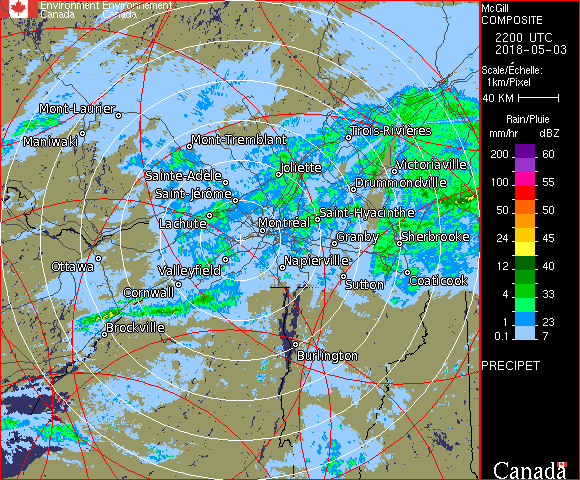 Environment Environnement
Canada Canada
McGill
COMPOSITE
2200 UTC
2018-05-03
Scale/Échelle:
1km/Pixel
40 KM
Rain/Pluie
mm/hr dBZ
200 60
100 55
50 50
24 45
12 40
4 33
2 30
1 23
0.1 7
PRECIPET
Canada
Mont-Laurier
Maniwaki
Mont-Tremblant
Trois-Rivières
Joliette
Victoriaville
Sainte-Adèle
Drummondville
Saint-Jérôme
Lachute
Saint-Hyacinthe
Montréal
Granby
Sherbrooke
Ottawa
Valleyfield
Napierville
Cornwall
Sutton
Coaticook
Brockville
Burlington